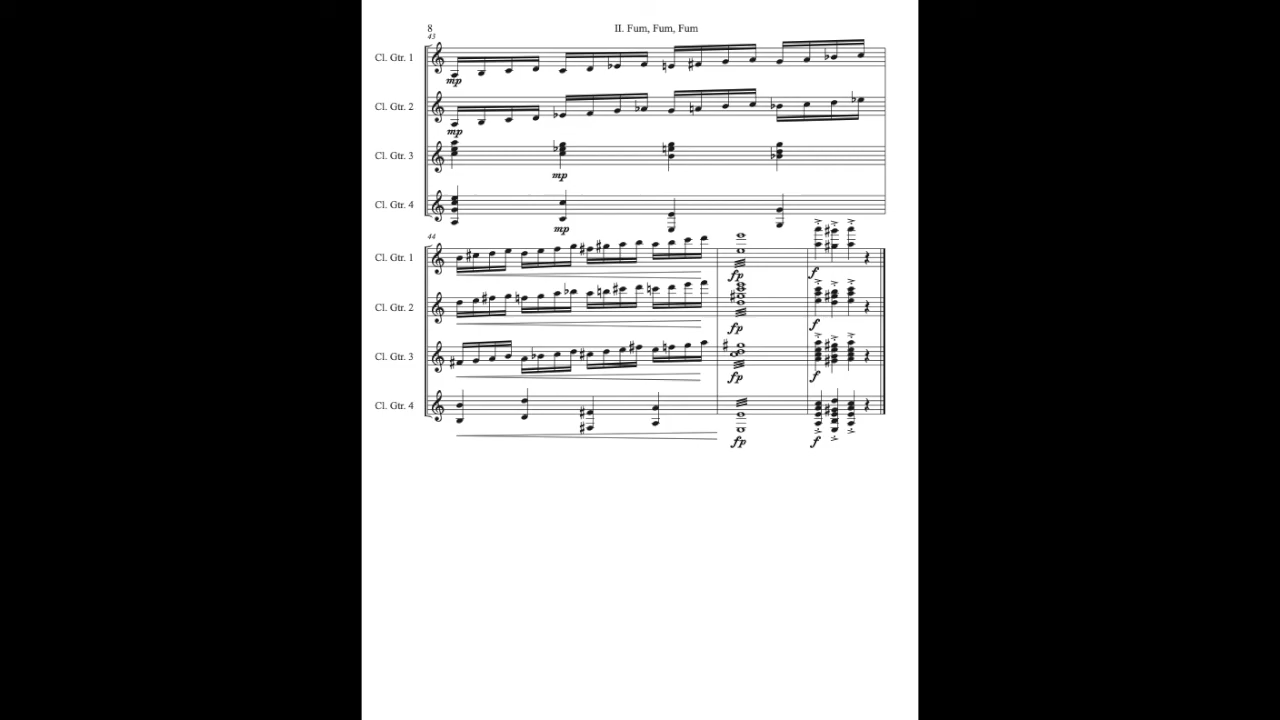 8
II. Fum, Fum, Fum
43
Cl. Gtr. 1
mp
Cl. Gtr. 2
mp
Cl. Gtr. 3
mp
Cl. Gtr. 4
mp
44
Cl. Gtr. 1
fp f
Cl. Gtr. 2
fp f
Cl. Gtr. 3
fp f
Cl. Gtr. 4
fp f